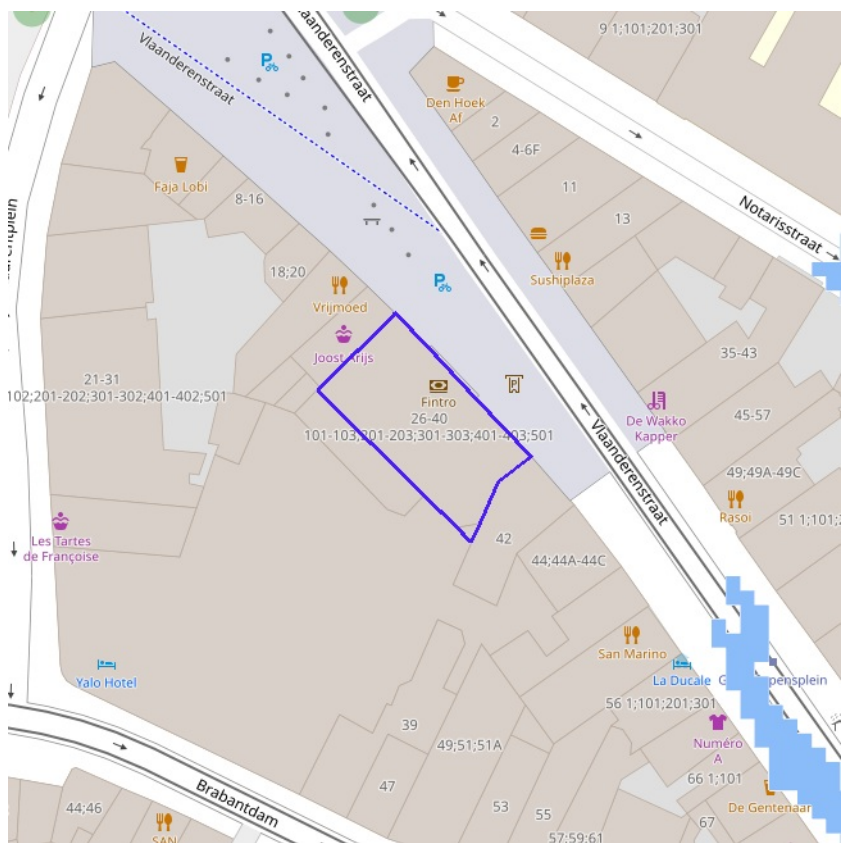 Vlaanderenstraat
Vlaanderenstraat
9 1;101;201;301
Den Hoek
Af
2
4-6F
Faja Lobi
8-16
11
13
Notarisstraat
Sushiplaza
18;20
Vrijmoed
Joost Arijs
Fintro
26-40
101-103;201-203;301-303;401-403;501
21-31
102;201-202;301-302;401-402;501
35-43
De Wakko
Kapper
45-57
Vlaanderenstraat
49;49A-49C
Rasoi
51 1;101;2
Les Tartes
de Françoise
42
44;44A-44C
San Marino
La Ducale
Yalo Hotel
56 1;101;201;301
Numéro
A
39
49;51;51A
66 1;101
47
De Gentenaar
Brabantdam
44;46
53
55
67
57;59;61
SAN